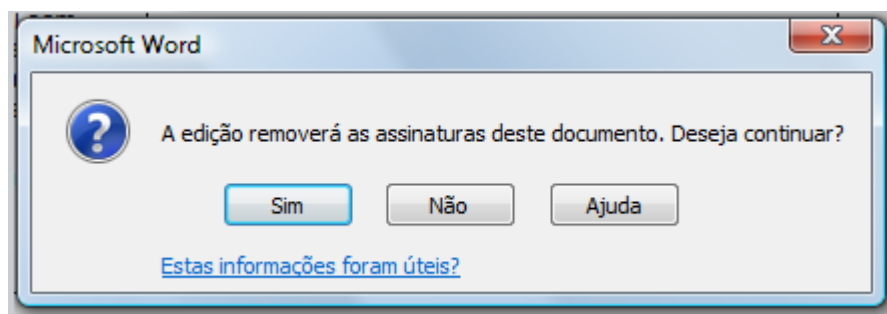 Microsoft Word
A edição removerá as assinaturas deste documento. Deseja continuar?
Sim Não Ajuda
Estas informações foram úteis?